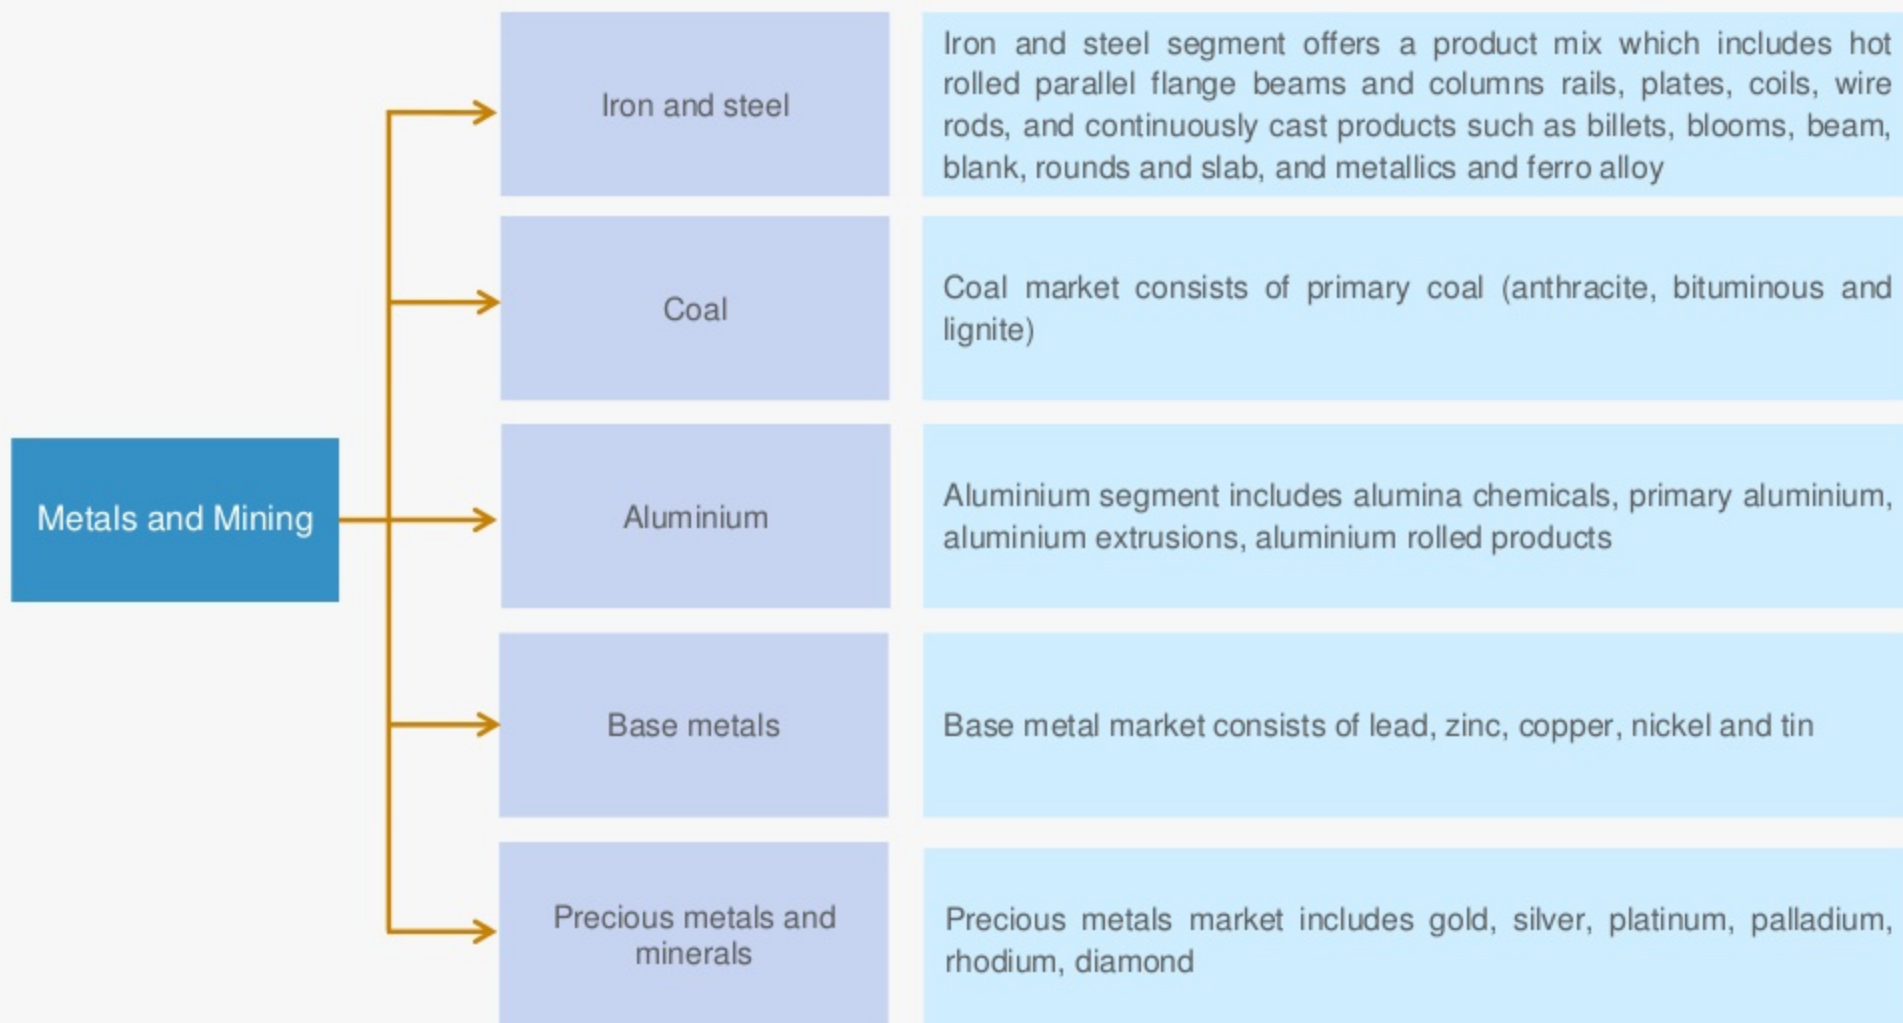 Iron and steel
Iron and steel segment offers a product mix which includes hot
rolled parallel flange beams and columns rails, plates, coils, wire
rods, and continuously cast products such as billets, blooms, beam,
blank, rounds and slab, and metallics and ferro alloy
Coal
Coal market consists of primary coal (anthracite, bituminous and
lignite)
Metals and Mining
Aluminium
Aluminium segment includes alumina chemicals, primary aluminium,
aluminium extrusions, aluminium rolled products
Base metals
Base metal market consists of lead, zinc, copper, nickel and tin
Precious metals and
minerals
Precious metals market includes gold, silver, platinum, palladium,
rhodium, diamond